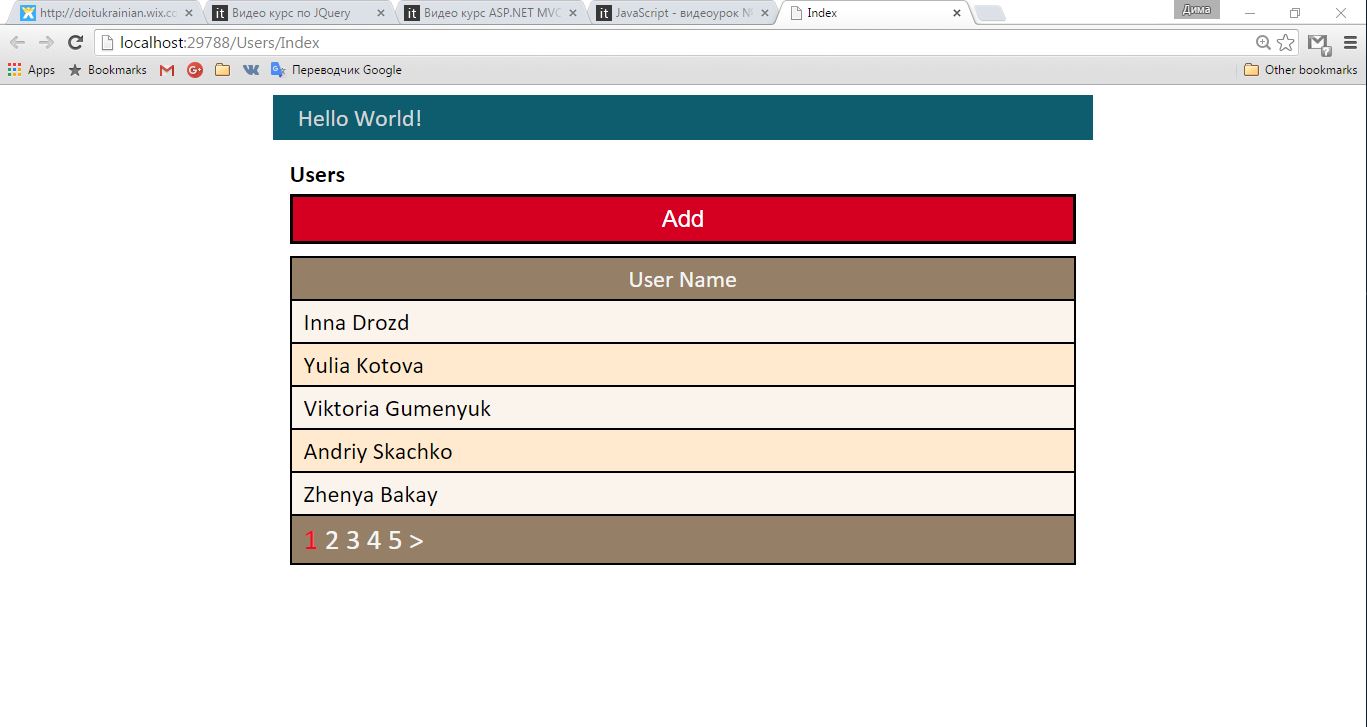 http://doitukrainian.wix.co
Видео курс по JQuery
Видео курс ASP.NET MVC
JavaScript - видеоурок №
Index
Дима
localhost:29788/Users/Index
Apps
Bookmarks
Переводчик Google
Other bookmarks
Hello World!
Users
Add
User Name
Inna Drozd
Yulia Kotova
Viktoria Gumenyuk
Andriy Skachko
Zhenya Bakay
1 2 3 4 5 >